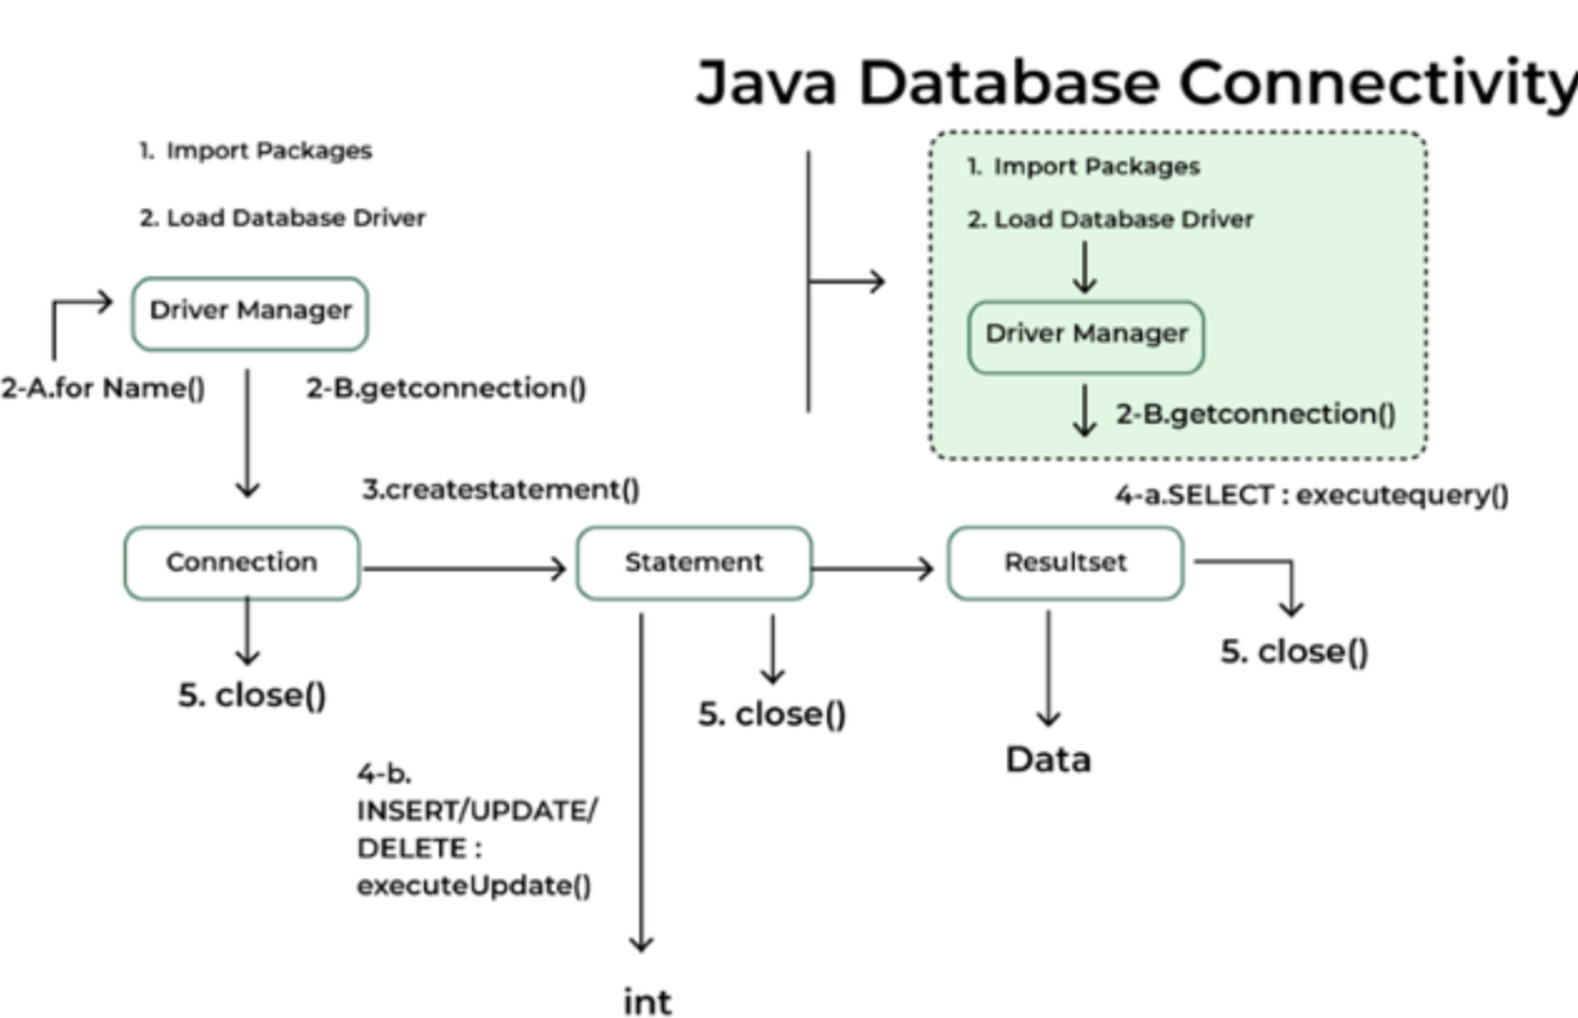 Java Database Connectivity
1. Import Packages
2. Load Database Driver
Driver Manager
2-A.for Name()
2-B.getconnection()
1. Import Packages
2. Load Database Driver
Driver Manager
2-B.getconnection()
3.createstatement()
4-a.SELECT : executequery()
Connection
Statement
Resultset
5. close()
5. close()
5. close()
Data
4-b.
INSERT/UPDATE/
DELETE :
executeUpdate()
int